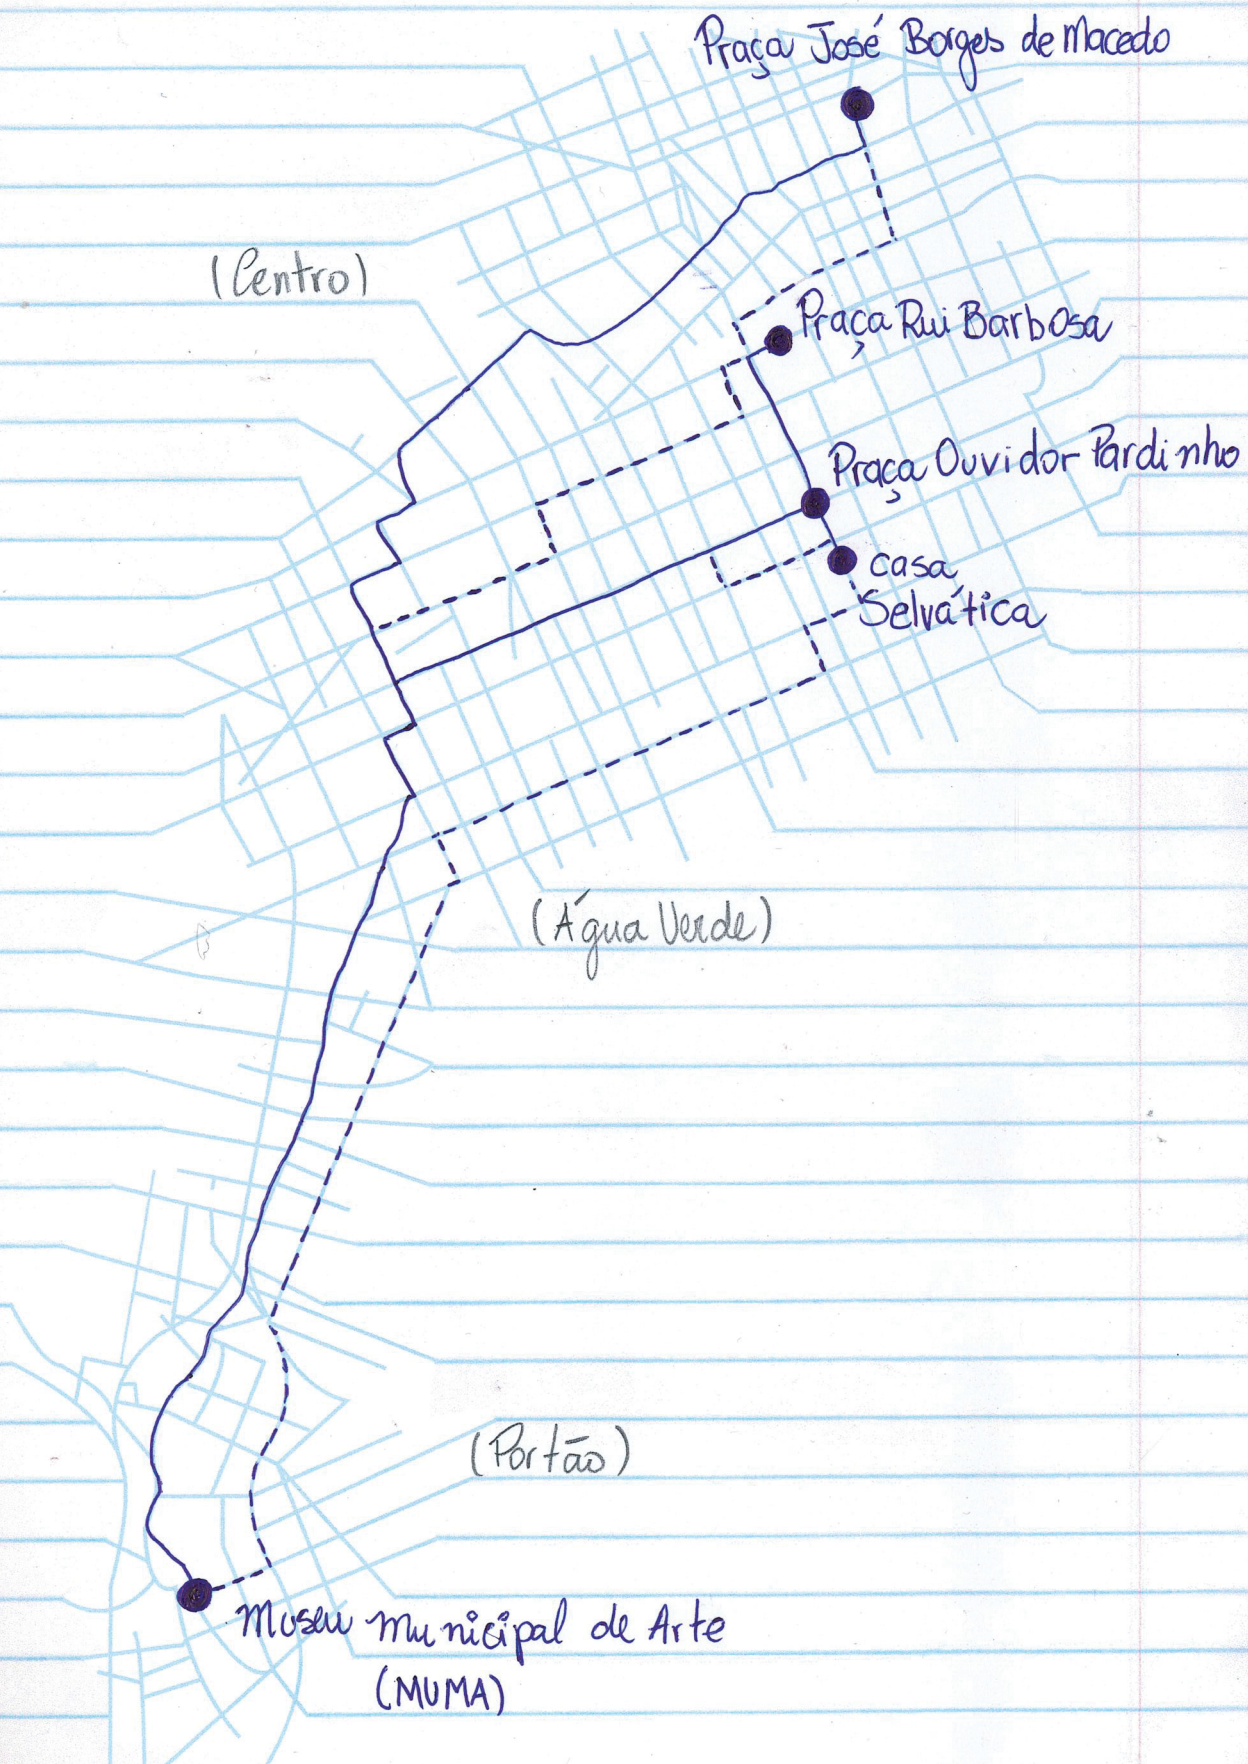 Praça José Borges de Macedo
(Centro)
Praça Rui Barbosa
Praça Ouvidor Pardinho
casa
Selvática
(Água Verde)
(Portão)
Museu Municipal de Arte
(MUMA)